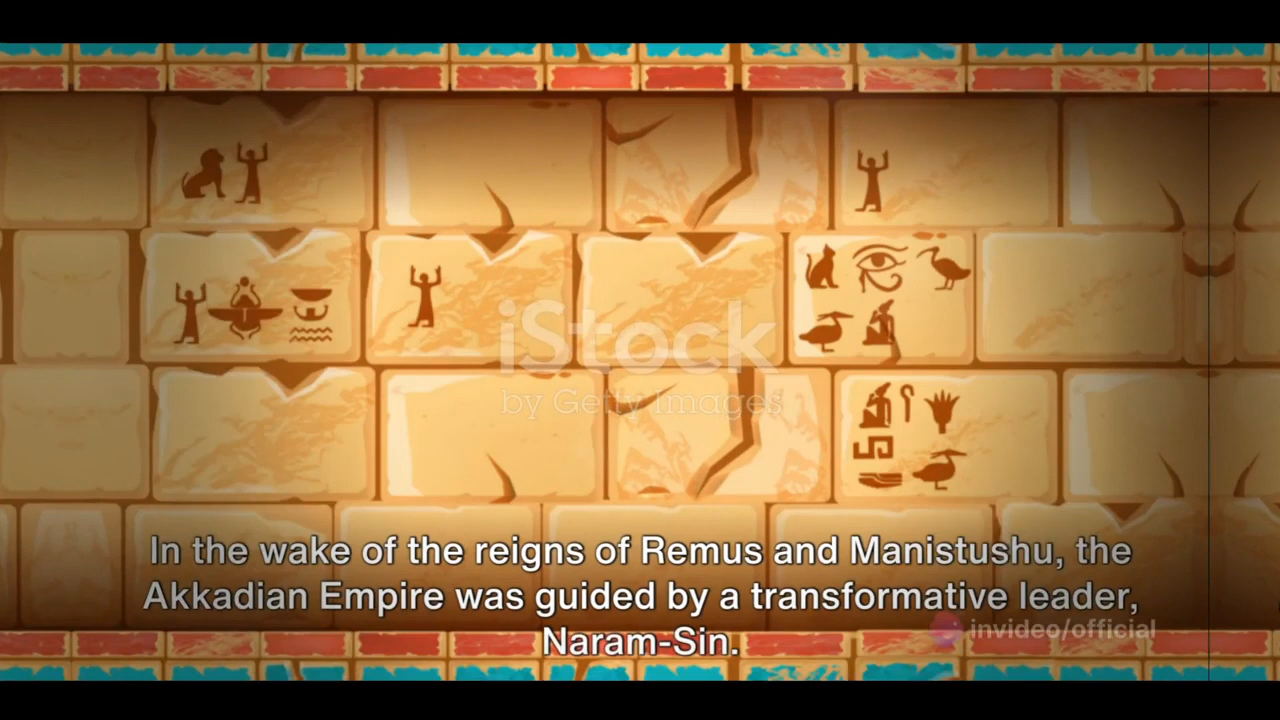 iStock
by Getty Images
In the wake of the reigns of Remus and Manistushu, the
Akkadian Empire was guided by a transformative leader,
invideo/official
Naram-Sin.